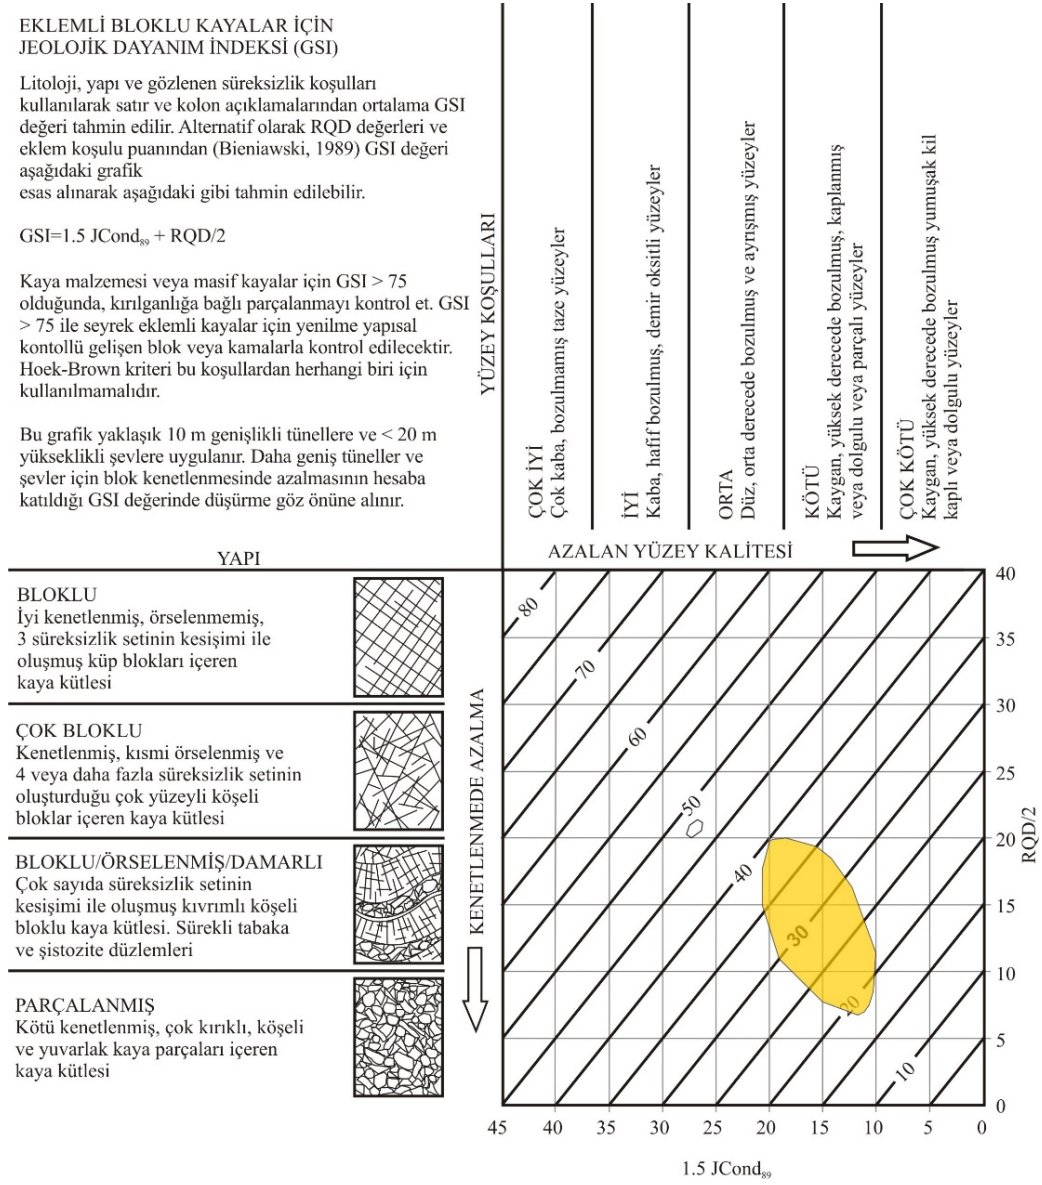 EKLEMLİ BLOKLU KAYALAR İÇİN
JEOLOJİK DAYANIM İNDEKSİ (GSI)
Litoloji, yapı ve gözlenen süreksizlik koşulları
kullanılarak satır ve kolon açıklamalarından ortalama GSI
değeri tahmin edilir. Alternatif olarak RQD değerleri ve
eklem koşulu puanından (Bieniawski, 1989) GSI değeri
aşağıdaki grafik
esas alınarak aşağıdaki gibi tahmin edilebilir.
GSI=1.5 JCond₈₉ + RQD/2
Kaya malzemesi veya masif kayalar için GSI > 75
olduğunda, kırılganlığa bağlı parçalanmayı kontrol et. GSI
> 75 ile seyrek eklemli kayalar için yenilme yapısal
kontollü gelişen blok veya kamalarla kontrol edilecektir.
Hoek-Brown kriteri bu koşullardan herhangi biri için
kullanılmamalıdır.
Bu grafik yaklaşık 10 m genişlikli tünellere ve < 20 m
yükseklikli şevlere uygulanır. Daha geniş tüneller ve
şevler için blok kenetlenmesinde azalmasının hesaba
katıldığı GSI değerinde düşürme göz önüne alınır.
YÜZEY KOŞULLARI
ÇOK İYİ
Çok kaba, bozulmamış taze yüzeyler
İYİ
Kaba, hafif bozulmuş, demir oksitli yüzeyler
ORTA
Düz, orta derecede bozulmuş ve ayrışmış yüzeyler
KÖTÜ
Kaygan, yüksek derecede bozulmuş, kaplanmış
veya dolgulu veya parçalı yüzeyler
ÇOK KÖTÜ
Kaygan, yüksek derecede bozulmuş yumuşak kil
kaplı veya dolgulu yüzeyler
YAPI
AZALAN YÜZEY KALİTESİ
BLOKLU
İyi kenetlenmiş, örselenmemiş,
3 süreksizlik setinin kesişimi ile
oluşmuş küp blokları içeren
kaya kütlesi
ÇOK BLOKLU
Kenetlenmiş, kısmi örselenmiş ve
4 veya daha fazla süreksizlik setinin
oluşturduğu çok yüzeyli köşeli
bloklar içeren kaya kütlesi
BLOKLU/ÖRSELENMİŞ/DAMARLI
Çok sayıda süreksizlik setinin
kesişimi ile oluşmuş kıvrımlı köşeli
bloklu kaya kütlesi. Sürekli tabaka
ve şistozite düzlemleri
PARÇALANMIŞ
Kötü kenetlenmiş, çok kırıklı, köşeli
ve yuvarlak kaya parçaları içeren
kaya kütlesi
KENETLENMEDE AZALMA
80
70
60
50
40
30
20
10
40
35
30
25
20
15
10
5
0
RQD/2
45 40 35 30 25 20 15 10 5 0
1.5 JCond₈₉